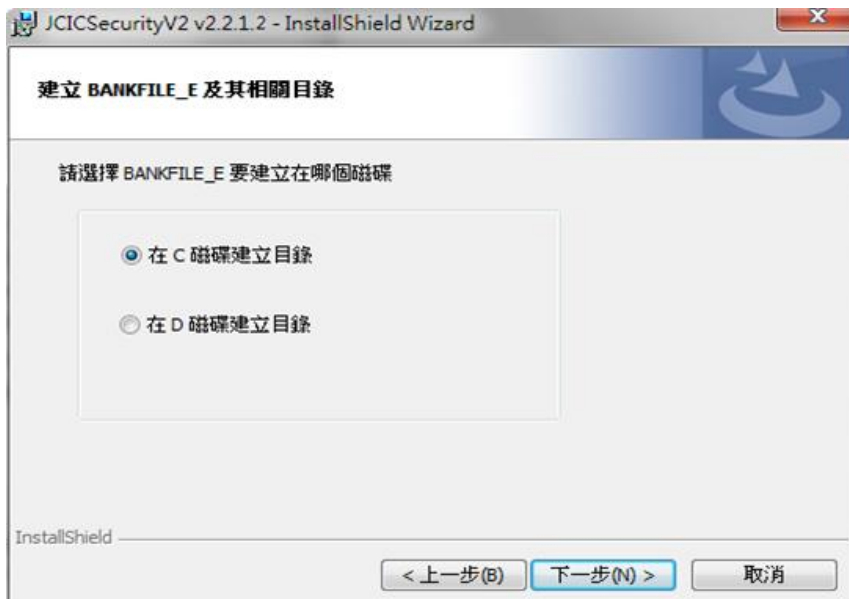 JCICSecurityV2 v2.2.1.2 - InstallShield Wizard
建立 BANKFILE_E 及其相關目錄
請選擇 BANKFILE_E 要建立在哪個磁碟
在 C 磁碟建立目錄
在 D 磁碟建立目錄
InstallShield
< 上一步(B) 下一步(N) > 取消